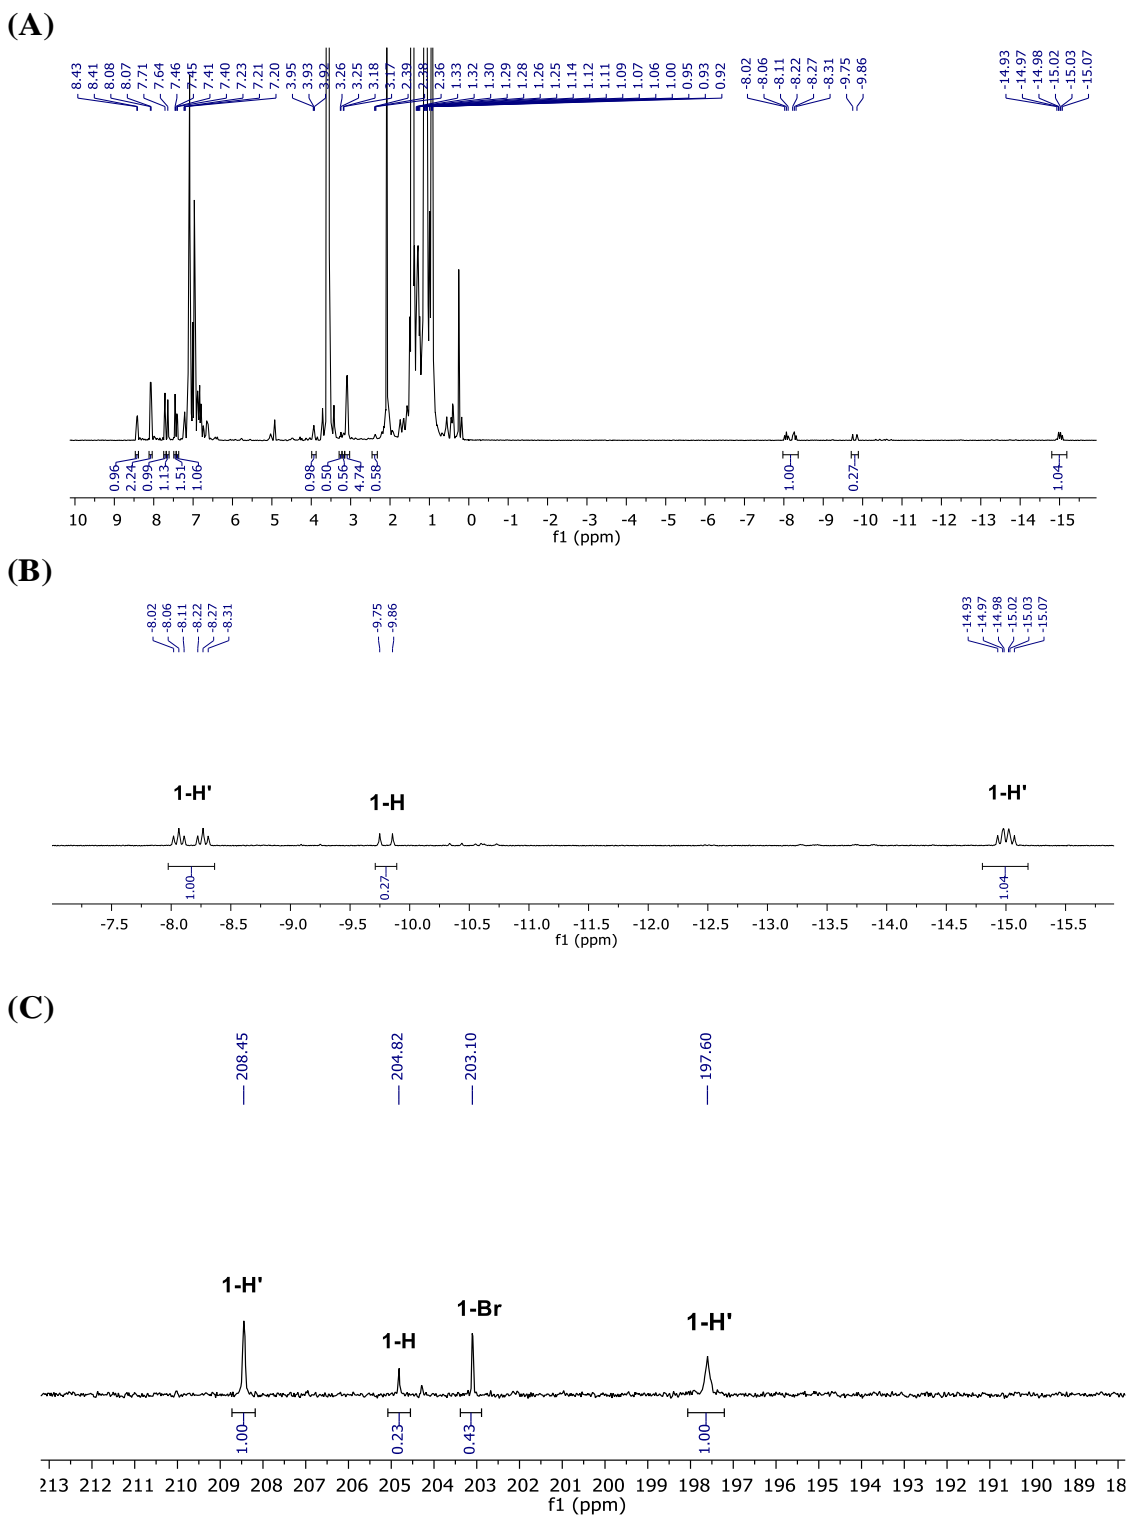 (A)
8.43 8.41 8.08 8.07 7.71 7.64 7.46 7.45 7.41 7.40 7.23 7.21 7.20 3.95 3.93 3.92 3.26 3.25 3.18 3.17 2.39 2.38 2.36 1.33 1.32 1.30 1.29 1.28 1.26 1.25 1.14 1.12 1.11 1.09 1.07 1.06 1.00 0.95 0.93 0.92 -8.02 -8.06 -8.11 -8.22 -8.27 -8.31 -9.75 -9.86 -14.93 -14.97 -14.98 -15.02 -15.03 -15.07
0.96 2.24 0.99 1.13 1.51 1.06 0.98 0.50 0.56 4.74 0.58 1.00 0.27 1.04
10 9 8 7 6 5 4 3 2 1 0 -1 -2 -3 -4 -5 -6 -7 -8 -9 -10 -11 -12 -13 -14 -15
f1 (ppm)
(B)
-8.02 -8.06 -8.11 -8.22 -8.27 -8.31 -9.75 -9.86 -14.93 -14.97 -14.98 -15.02 -15.03 -15.07
1-H' 1-H 1-H'
1.00 0.27 1.04
-7.5 -8.0 -8.5 -9.0 -9.5 -10.0 -10.5 -11.0 -11.5 -12.0 -12.5 -13.0 -13.5 -14.0 -14.5 -15.0 -15.5
f1 (ppm)
(C)
208.45 204.82 203.10 197.60
1-H' 1-H 1-Br 1-H'
1.00 0.23 0.43 1.00
213 212 211 210 209 208 207 206 205 204 203 202 201 200 199 198 197 196 195 194 193 192 191 190 189 188
f1 (ppm)